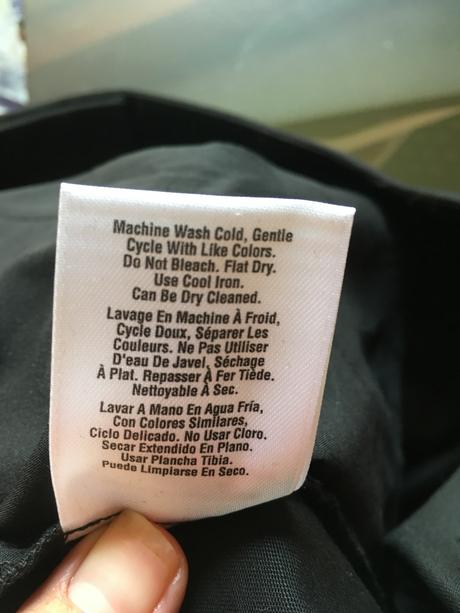 Machine Wash Cold, Gentle
Cycle With Like Colors.
Do Not Bleach. Flat Dry.
Use Cool Iron.
Can Be Dry Cleaned.
Lavage En Machine À Froid,
Cycle Doux, Séparer Les
Couleurs. Ne Pas Utiliser
D'eau De Javel, Séchage
À Plat. Repasser À Fer Tiède.
Nettoyable À Sec.
Lavar A Mano En Agua Fría,
Con Colores Similares,
Ciclo Delicado. No Usar Cloro.
Secar Extendido En Plano.
Usar Plancha Tibia.
Puede Limpiarse En Seco.